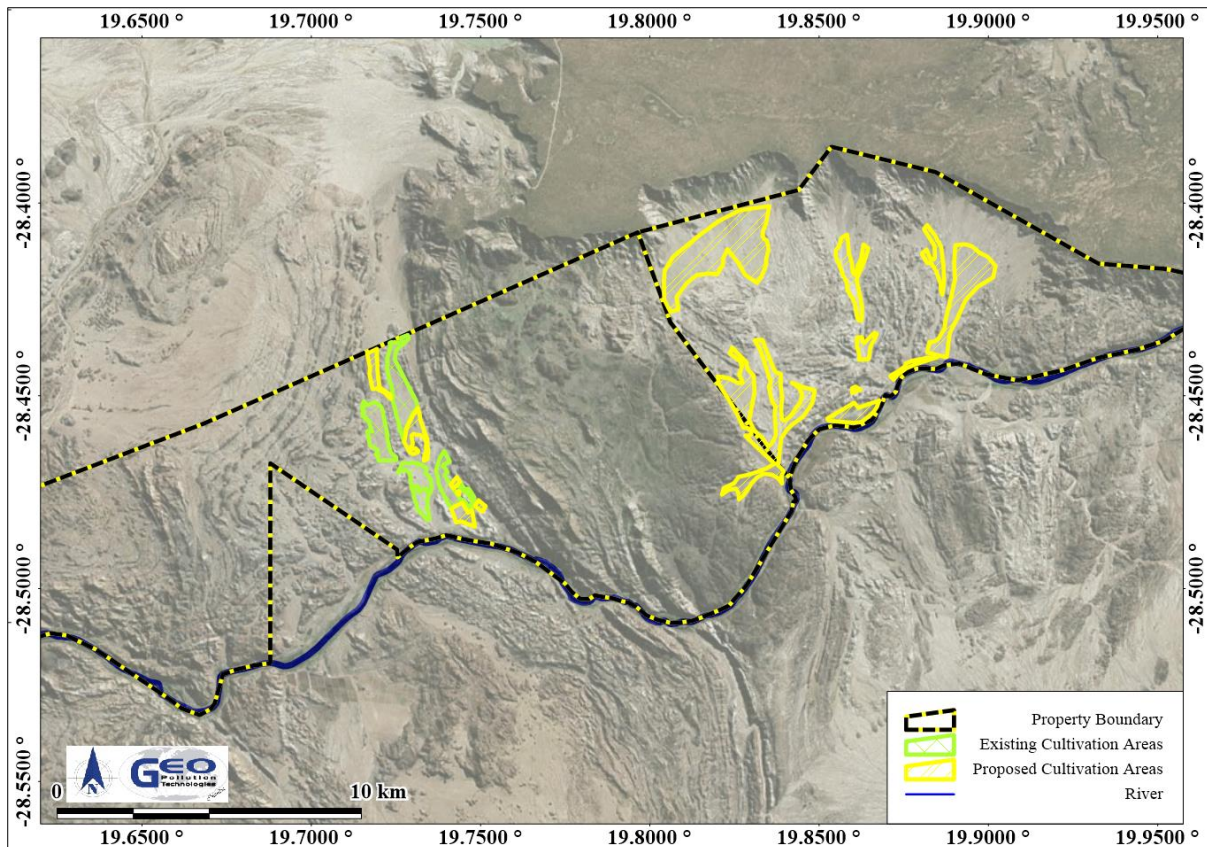 19.6500 ° 19.7000 ° 19.7500 ° 19.8000 ° 19.8500 ° 19.9000 ° 19.9500 °
-28.4000 ° -28.4000 °
-28.4500 ° -28.4500 °
-28.5000 ° -28.5000 °
-28.5500 ° -28.5500 °
Property Boundary
Existing Cultivation Areas
Proposed Cultivation Areas
River
N
GEO
Pollution
Technologies
0 10 km
19.6500 ° 19.7000 ° 19.7500 ° 19.8000 ° 19.8500 ° 19.9000 ° 19.9500 °